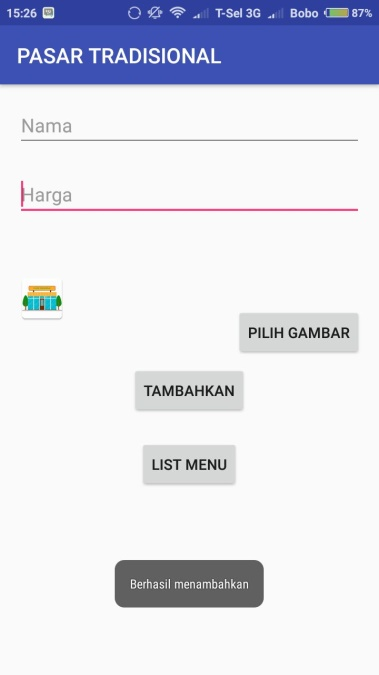 15:26 T-Sel 3G Bobo 87%
PASAR TRADISIONAL
Nama
Harga
PILIH GAMBAR
TAMBAHKAN
LIST MENU
Berhasil menambahkan